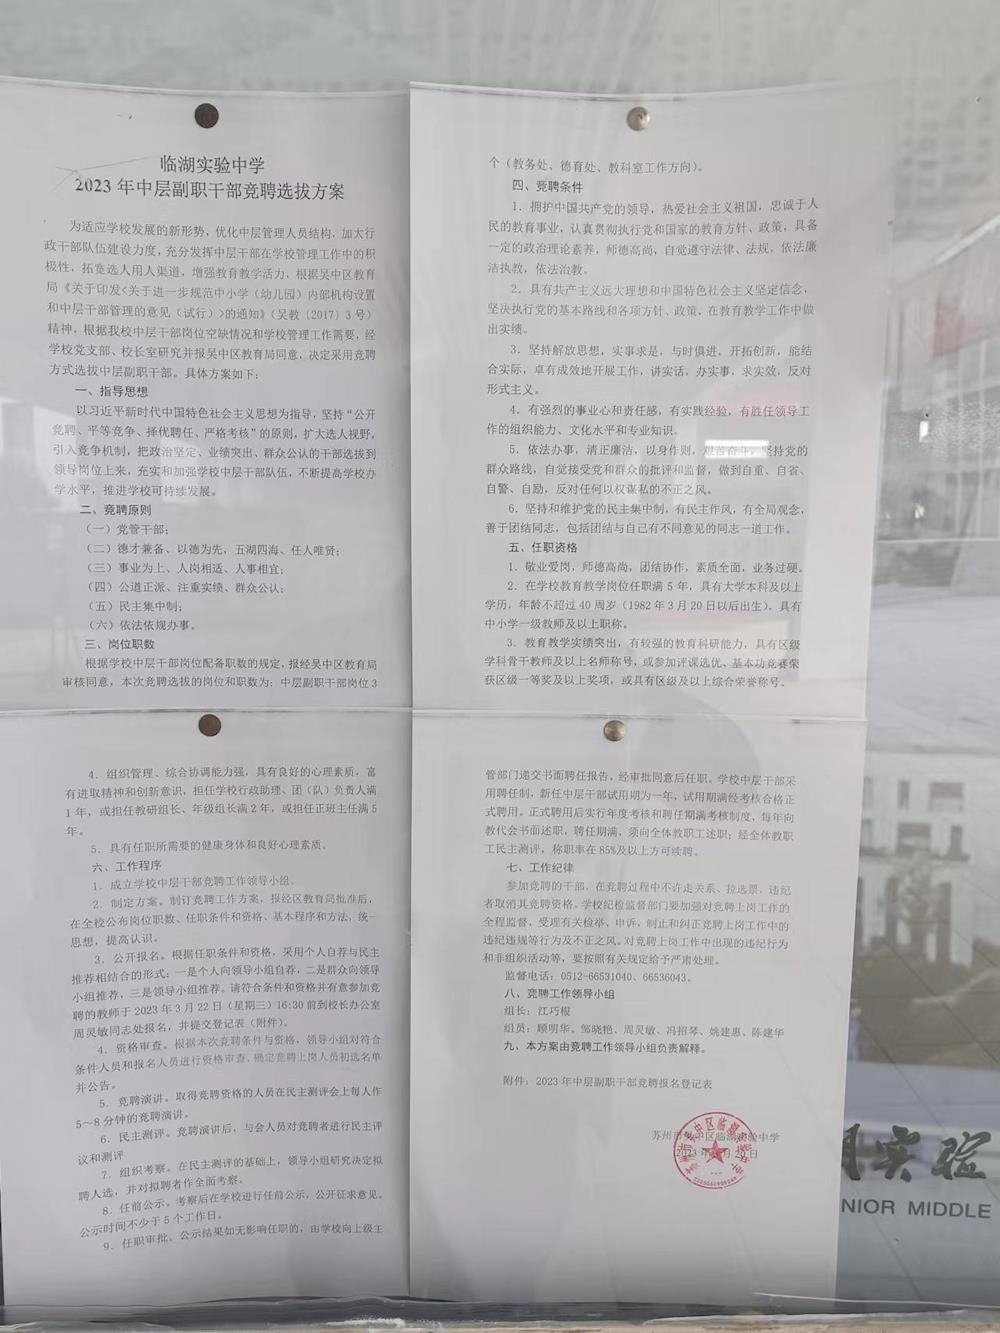 临湖实验中学
2023 年中层副职干部竞聘选拔方案
为适应学校发展的新形势，优化中层管理人员结构，加大行
政干部队伍建设力度，充分发挥中层干部在学校管理工作中的积
极性，拓宽选人用人渠道，增强教育教学活力，根据吴中区教育
局《关于印发<关于进一步规范中小学（幼儿园）内部机构设置
和中层干部管理的意见（试行）>的通知》（吴教〔2017〕3 号）
精神，根据我校中层干部岗位空缺情况和学校管理工作需要，经
学校党支部、校长室研究并报吴中区教育局同意，决定采用竞聘
方式选拔中层副职干部。具体方案如下：
一、指导思想
以习近平新时代中国特色社会主义思想为指导，坚持“公开
竞聘、平等竞争、择优聘任、严格考核”的原则，扩大选人视野，
引入竞争机制，把政治坚定、业绩突出、群众公认的干部选拔到
领导岗位上来，充实和加强学校中层干部队伍，不断提高学校办
学水平，推进学校可持续发展。
二、竞聘原则
（一）党管干部；
（二）德才兼备、以德为先，五湖四海、任人唯贤；
（三）事业为上、人岗相适、人事相宜；
（四）公道正派、注重实绩、群众公认；
（五）民主集中制；
（六）依法依规办事。
三、岗位职数
根据学校中层干部岗位配备职数的规定，报经吴中区教育局
审核同意，本次竞聘选拔的岗位和职数为：中层副职干部岗位 3
个（教务处、德育处、教科室工作方向）。
四、竞聘条件
1．拥护中国共产党的领导，热爱社会主义祖国，忠诚于人
民的教育事业，认真贯彻执行党和国家的教育方针、政策，具备
一定的政治理论素养，师德高尚，自觉遵守法律、法规，依法廉
洁执教，依法治教。
2．具有共产主义远大理想和中国特色社会主义坚定信念，
坚决执行党的基本路线和各项方针、政策，在教育教学工作中做
出实绩。
3．坚持解放思想，实事求是，与时俱进，开拓创新，能结
合实际，卓有成效地开展工作，讲实话，办实事，求实效，反对
形式主义。
4．有强烈的事业心和责任感，有实践经验，有胜任领导工
作的组织能力、文化水平和专业知识。
5．依法办事，清正廉洁，以身作则，艰苦奋斗，坚持党的
群众路线，自觉接受党和群众的批评和监督，做到自重、自省、
自警、自励，反对任何以权谋私的不正之风。
6．坚持和维护党的民主集中制，有民主作风，有全局观念，
善于团结同志，包括团结与自己有不同意见的同志一道工作。
五、任职资格
1．敬业爱岗，师德高尚，团结协作，素质全面，业务过硬。
2．在学校教育教学岗位任职满 5 年，具有大学本科及以上
学历，年龄不超过 40 周岁（1982 年 3 月 20 日以后出生），具有
中小学一级教师及以上职称。
3．教育教学实绩突出，有较强的教育科研能力，具有区级
学科骨干教师及以上名师称号，或参加评课选优、基本功竞赛荣
获区级一等奖及以上奖项，或具有区级及以上综合荣誉称号。
4．组织管理、综合协调能力强，具有良好的心理素质，富
有进取精神和创新意识，担任学校行政助理、团（队）负责人满
1 年，或担任教研组长、年级组长满 2 年，或担任正班主任满 5
年。
5．具有任职所需要的健康身体和良好心理素质。
六、工作程序
1．成立学校中层干部竞聘工作领导小组。
2．制定方案。制订竞聘工作方案，报经区教育局批准后，
在全校公布岗位职数、任职条件和资格、基本程序和方法，统一
思想，提高认识。
3．公开报名。根据任职条件和资格，采用个人自荐与民主
推荐相结合的形式：一是个人向领导小组自荐，二是群众向领导
小组推荐，三是领导小组推荐。请符合条件和资格并有意参加竞
聘的教师于 2023 年 3 月 22 日（星期三）16:30 前到校长办公室
周灵敏同志处报名，并提交登记表（附件）。
4．资格审查。根据本次竞聘条件与资格，领导小组对符合
条件人员和报名人员进行资格审查，确定竞聘上岗人员初选名单
并公告。
5．竞聘演讲。取得竞聘资格的人员在民主测评会上每人作
5～8 分钟的竞聘演讲。
6．民主测评。竞聘演讲后，与会人员对竞聘者进行民主评
议和测评
7．组织考察。在民主测评的基础上，领导小组研究决定拟
聘人选，并对拟聘者作全面考察。
8．任前公示。考察后在学校进行任前公示，公开征求意见。
公示时间不少于 5 个工作日。
9．任职审批。公示结果如无影响任职的，由学校向上级主
管部门递交书面聘任报告，经审批同意后任职。学校中层干部采
用聘任制，新任中层干部试用期为一年，试用期满经考核合格正
式聘用。正式聘用后实行年度考核和聘任期满考核制度，每年向
教代会书面述职，聘任期满，须向全体教职工述职；经全体教职
工民主测评，称职率在 85%及以上方可续聘。
七、工作纪律
参加竞聘的干部，在竞聘过程中不许走关系、拉选票，违纪
者取消其竞聘资格。学校纪检监督部门要加强对竞聘上岗工作的
全程监督，受理有关检举、申诉，制止和纠正竞聘上岗工作中的
违纪违规等行为及不正之风。对竞聘上岗工作中出现的违纪行为
和非组织活动等，要按照有关规定给予严肃处理。
监督电话：0512-66531040、66536043。
八、竞聘工作领导小组
组长：江巧根
组员：顾明华、邹晓艳、周灵敏、冯招琴、姚建惠、陈建华
九、本方案由竞聘工作领导小组负责解释。
附件：2023 年中层副职干部竞聘报名登记表
苏州市吴中区临湖实验中学
2023 年 3 月 20 日
实验
NIOR MIDDLE